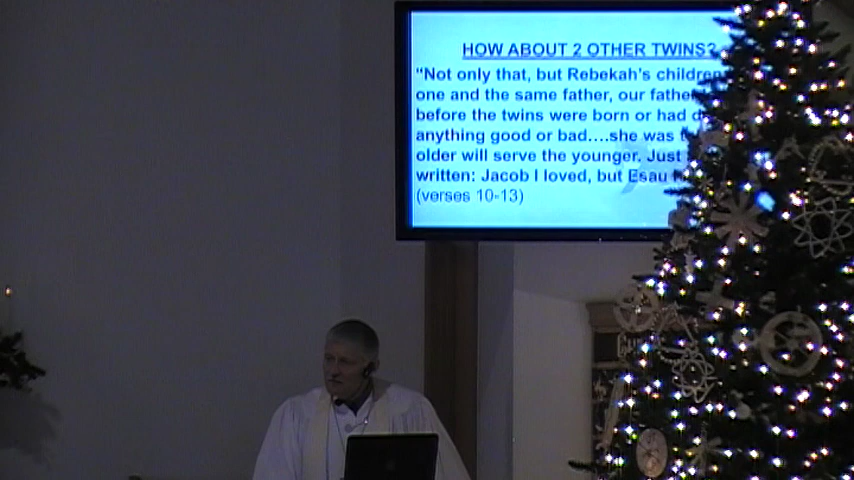 HOW ABOUT 2 OTHER TWINS?
“Not only that, but Rebekah’s children
one and the same father, our father
before the twins were born or had
anything good or bad….she was
older will serve the younger. Just
written: Jacob I loved, but Esau
(verses 10-13)